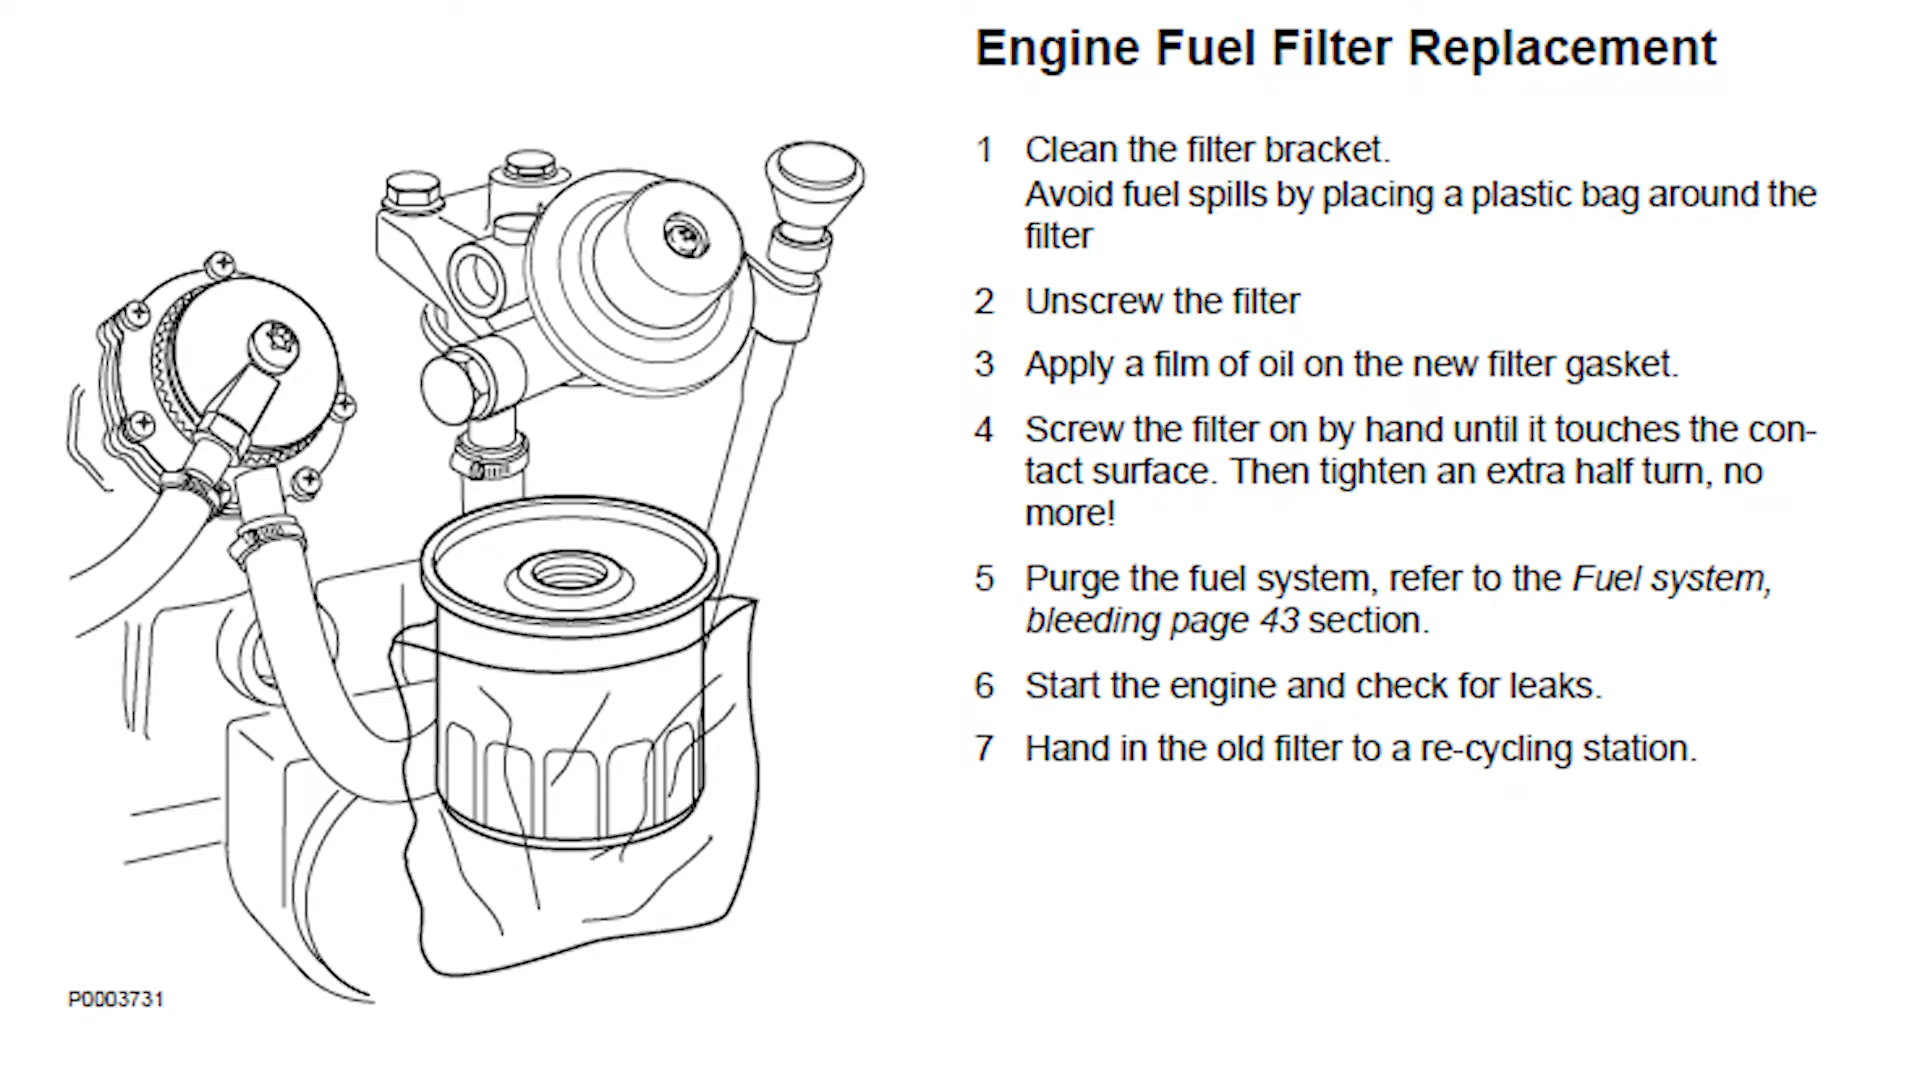 Engine Fuel Filter Replacement
1 Clean the filter bracket.
Avoid fuel spills by placing a plastic bag around the
filter
2 Unscrew the filter
3 Apply a film of oil on the new filter gasket.
4 Screw the filter on by hand until it touches the con-
tact surface. Then tighten an extra half turn, no
more!
5 Purge the fuel system, refer to the Fuel system,
bleeding page 43 section.
6 Start the engine and check for leaks.
7 Hand in the old filter to a re-cycling station.
P0003731